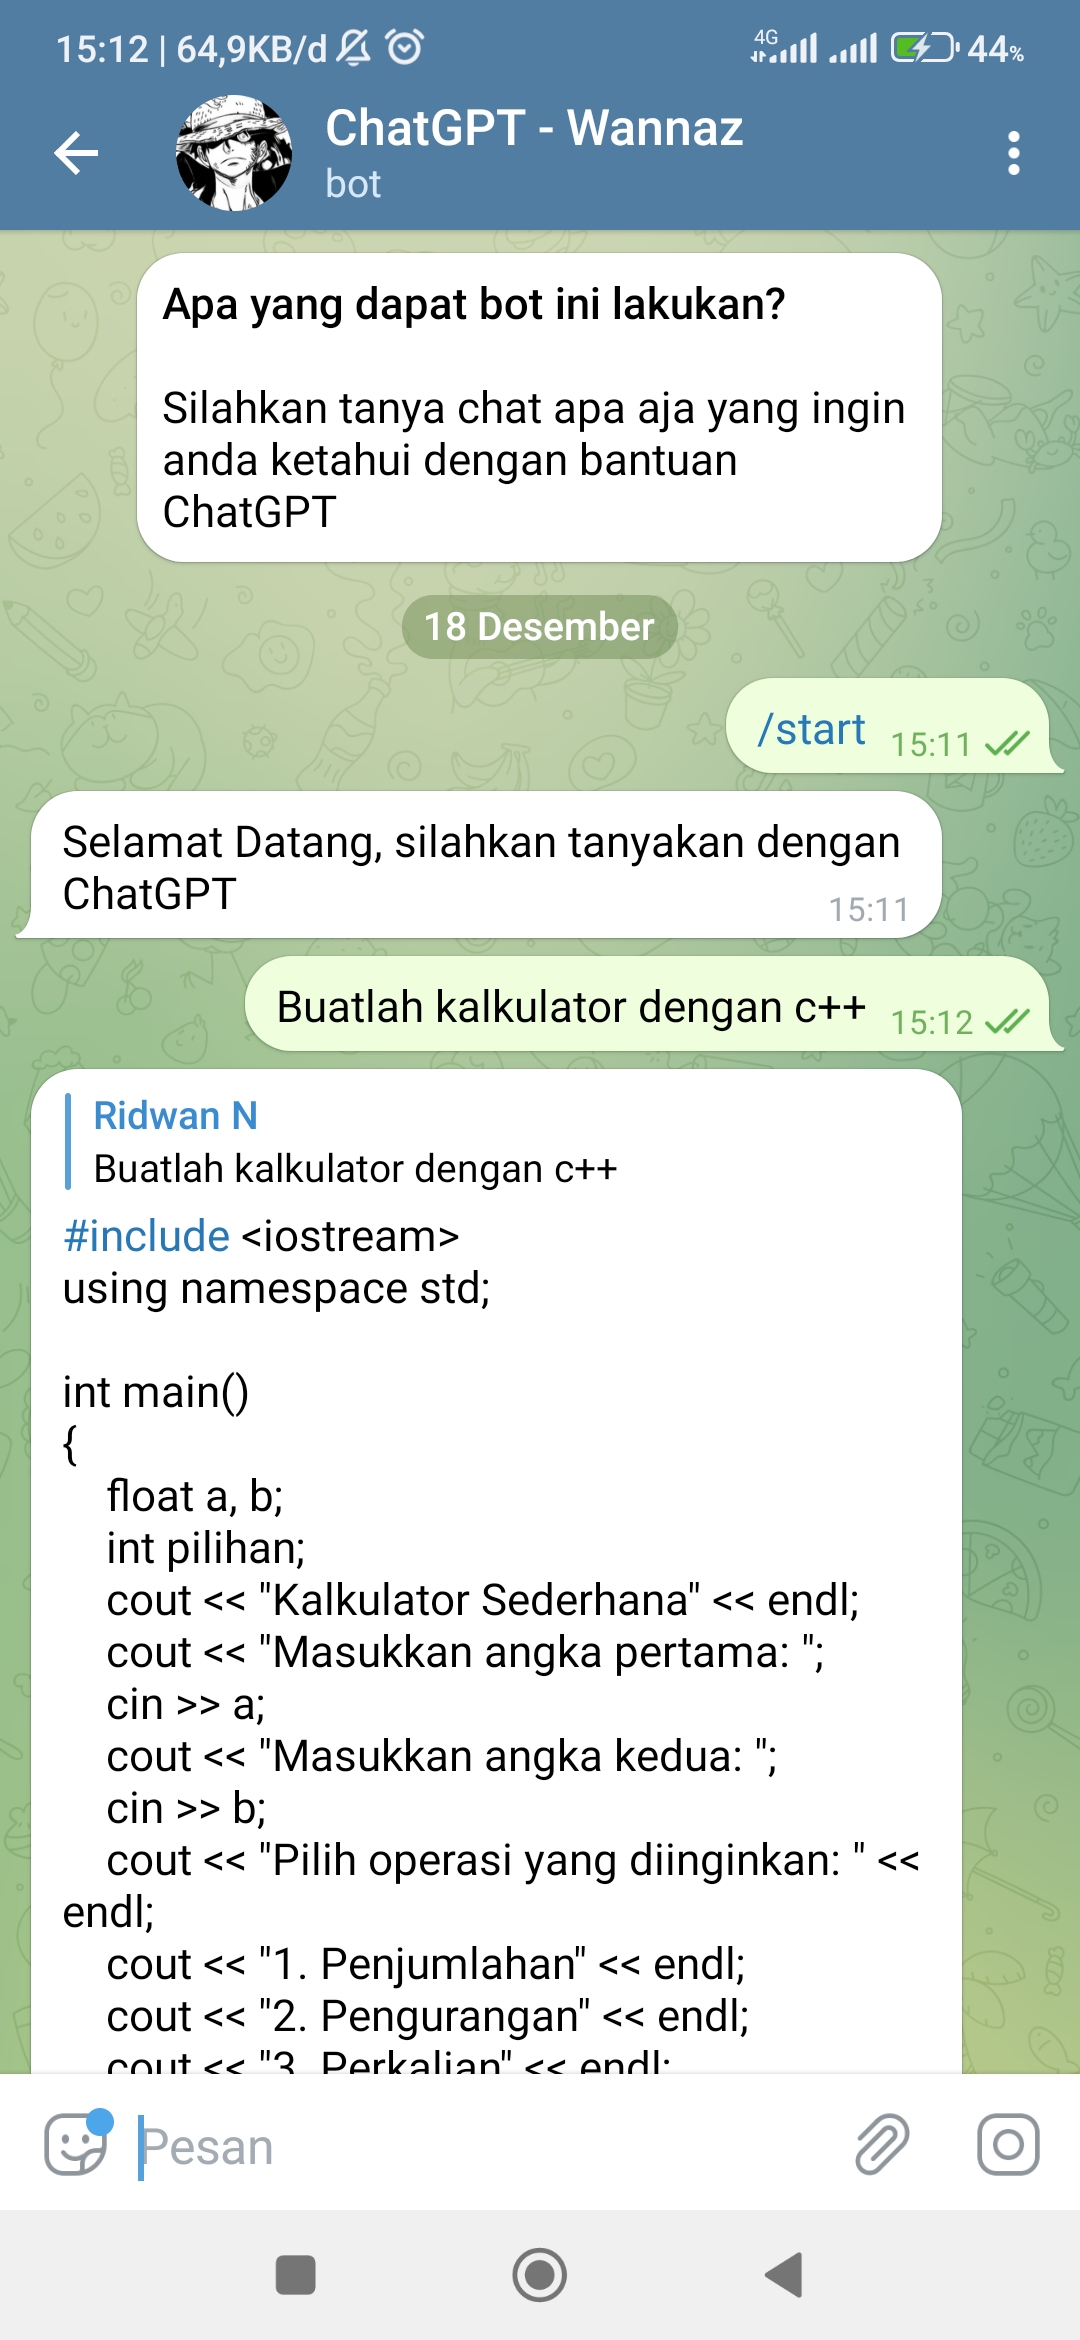 15:12 | 64,9KB/d
4G
44%
ChatGPT - Wannaz
bot
Apa yang dapat bot ini lakukan?
Silahkan tanya chat apa aja yang ingin
anda ketahui dengan bantuan
ChatGPT
18 Desember
/start 15:11
Selamat Datang, silahkan tanyakan dengan
ChatGPT
15:11
Buatlah kalkulator dengan c++ 15:12
Ridwan N
Buatlah kalkulator dengan c++
#include <iostream>
using namespace std;
int main()
{
float a, b;
int pilihan;
cout << "Kalkulator Sederhana" << endl;
cout << "Masukkan angka pertama: ";
cin >> a;
cout << "Masukkan angka kedua: ";
cin >> b;
cout << "Pilih operasi yang diinginkan: " <<
endl;
cout << "1. Penjumlahan" << endl;
cout << "2. Pengurangan" << endl;
cout << "3. Perkalian" << endl;
Pesan